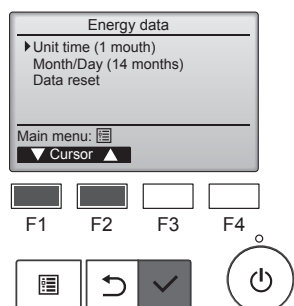 Energy data
Unit time (1 mouth)
Month/Day (14 months)
Data reset
Main menu:
Cursor
F1 F2 F3 F4